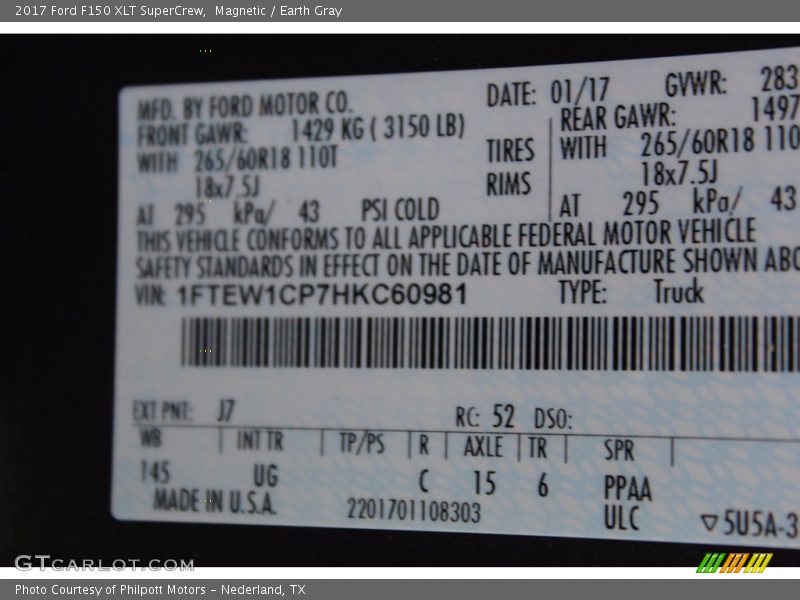 2017 Ford F150 XLT SuperCrew, Magnetic / Earth Gray
MFD. BY FORD MOTOR CO.
DATE: 01/17 GVWR: 283
FRONT GAWR: 1429 KG ( 3150 LB)
REAR GAWR: 1497
WITH 265/60R18 110T TIRES WITH 265/60R18 110
18x7.5J RIMS 18x7.5J
AT 295 kPa/ 43 PSI COLD AT 295 kPa/ 43
THIS VEHICLE CONFORMS TO ALL APPLICABLE FEDERAL MOTOR VEHICLE
SAFETY STANDARDS IN EFFECT ON THE DATE OF MANUFACTURE SHOWN ABO
VIN: 1FTEW1CP7HKC60981 TYPE: Truck
EXT PNT: J7 RC: 52 DSO:
WB INT TR TP/PS R AXLE TR SPR
145 UG C 15 6 PPAA
MADE IN U.S.A. 2201701108303 ULC ▽5U5A-3
GTCARLOT.COM
Photo Courtesy of Philpott Motors - Nederland, TX